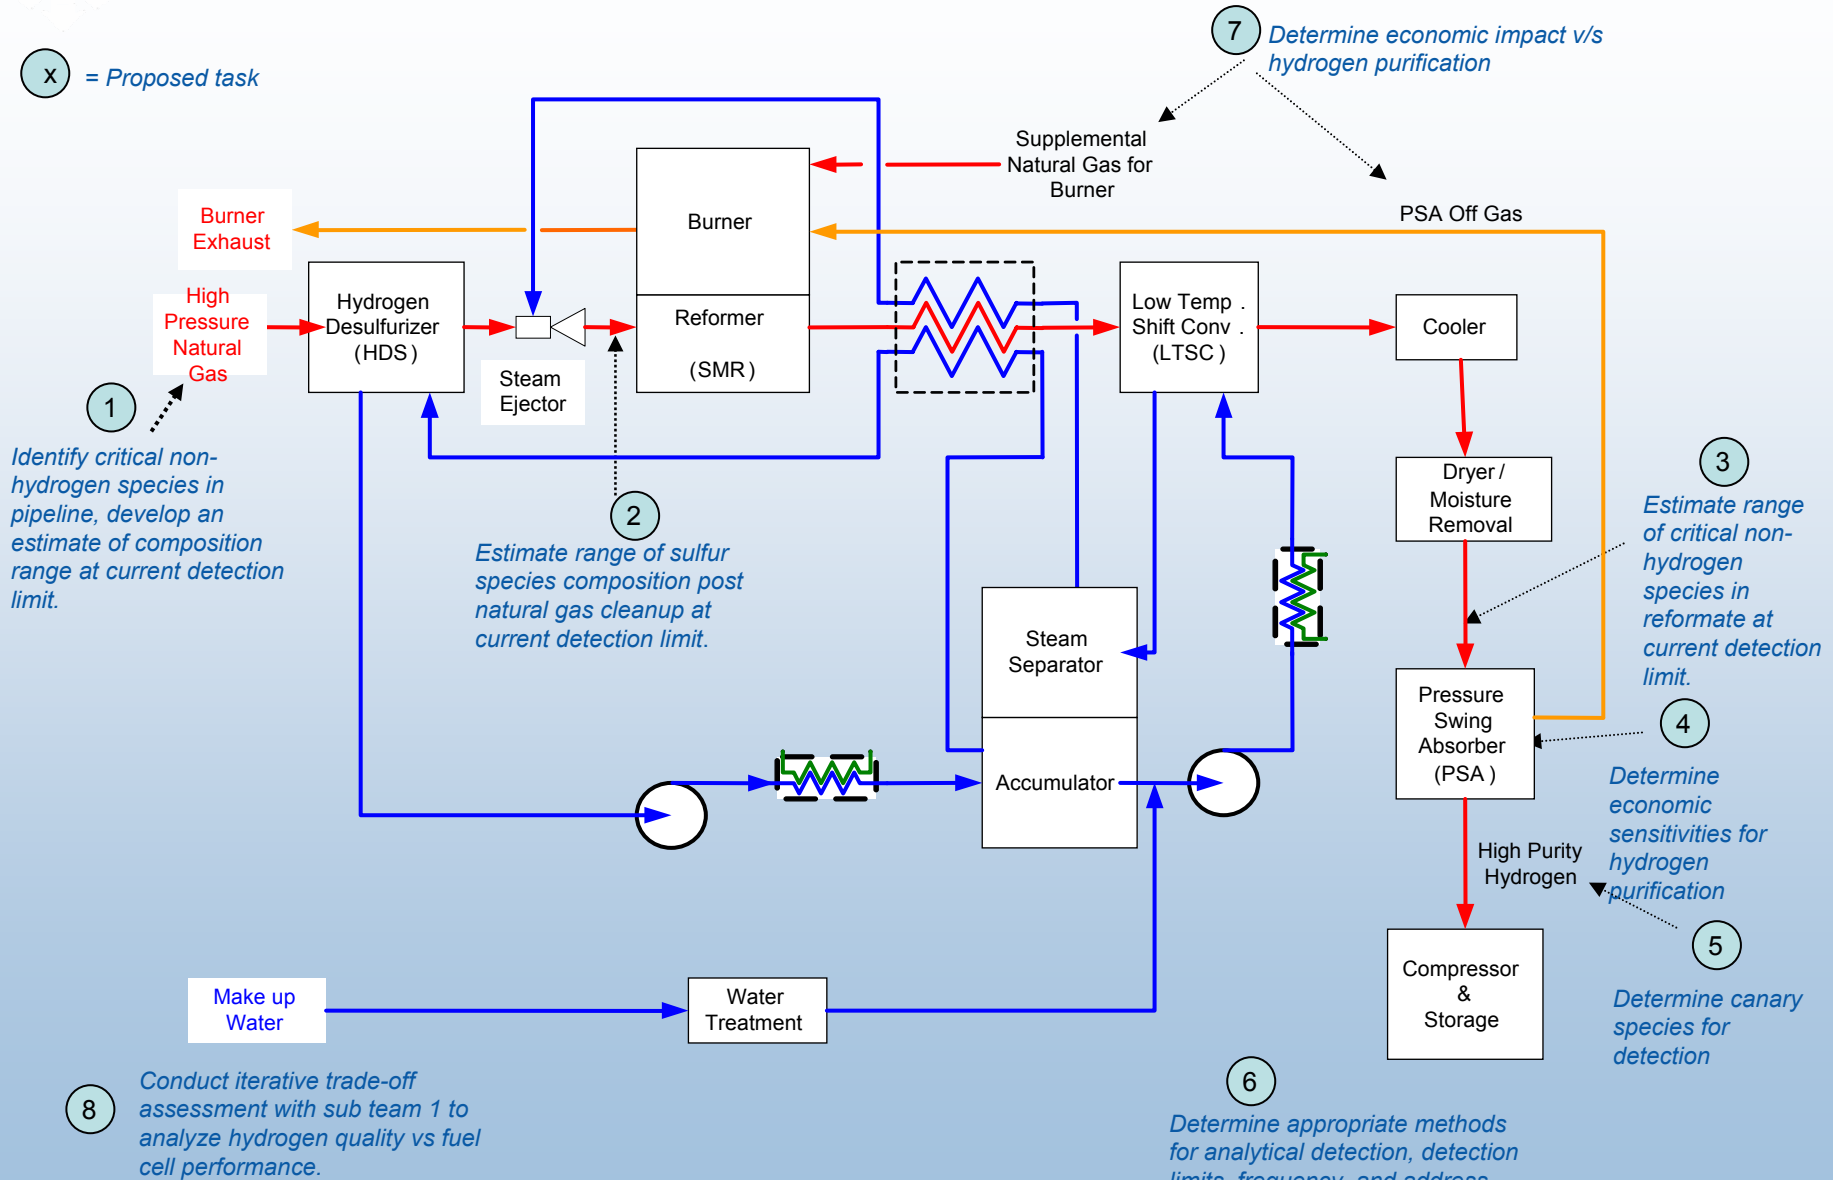 7
Determine economic impact v/s
hydrogen purification
x
= Proposed task
Supplemental
Natural Gas for
Burner
Burner
Exhaust
Burner
PSA Off Gas
High
Pressure
Natural
Gas
Hydrogen
Desulfurizer
(HDS)
Steam
Ejector
Reformer
(SMR)
Low Temp .
Shift Conv .
(LTSC)
Cooler
1
Identify critical non-
hydrogen species in
pipeline, develop an
estimate of composition
range at current detection
limit.
2
Estimate range of sulfur
species composition post
natural gas cleanup at
current detection limit.
Dryer /
Moisture
Removal
3
Estimate range
of critical non-
hydrogen
species in
reformate at
current detection
limit.
Steam
Separator
Accumulator
Pressure
Swing
Absorber
(PSA)
4
Determine
economic
sensitivities for
hydrogen
purification
High Purity
Hydrogen
5
Determine canary
species for
detection
Compressor
&
Storage
Make up
Water
Water
Treatment
8
Conduct iterative trade-off
assessment with sub team 1 to
analyze hydrogen quality vs fuel
cell performance.
6
Determine appropriate methods
for analytical detection, detection
limits, frequency, and address